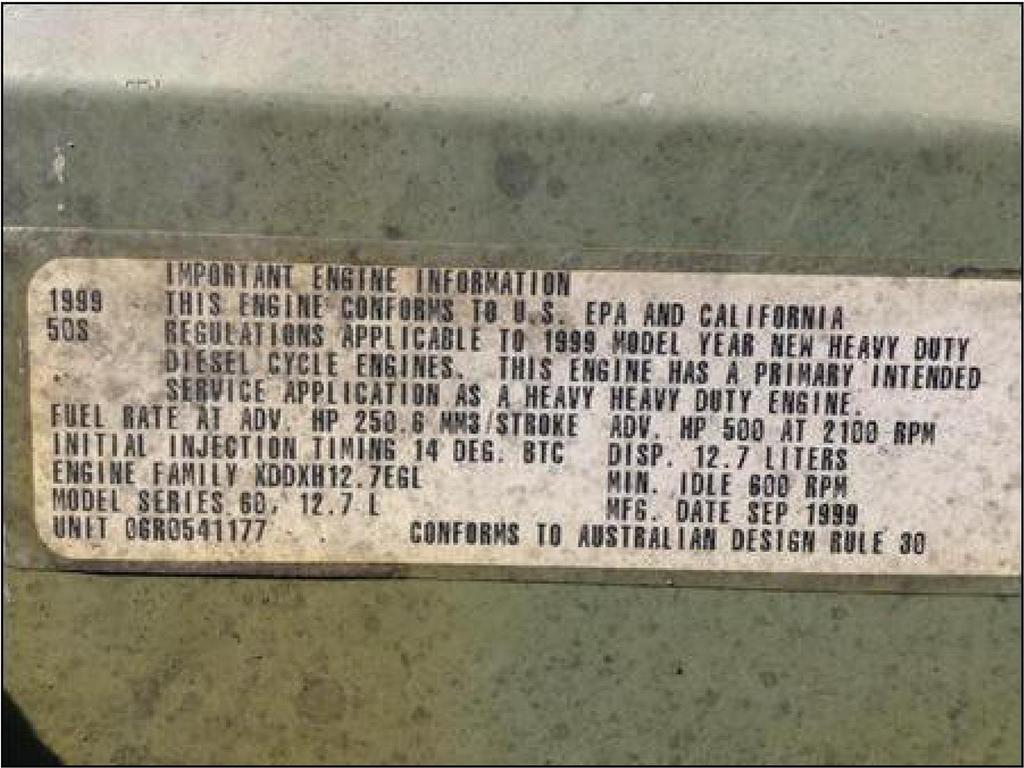 IMPORTANT ENGINE INFORMATION
1999 THIS ENGINE CONFORMS TO U.S. EPA AND CALIFORNIA
50S REGULATIONS APPLICABLE TO 1999 MODEL YEAR NEW HEAVY DUTY
DIESEL CYCLE ENGINES. THIS ENGINE HAS A PRIMARY INTENDED
SERVICE APPLICATION AS A HEAVY HEAVY DUTY ENGINE.
FUEL RATE AT ADV. HP 250.6 MM3/STROKE ADV. HP 500 AT 2100 RPM
INITIAL INJECTION TIMING 14 DEG. BTC DISP. 12.7 LITERS
ENGINE FAMILY XDDXH12.7EGL MIN. IDLE 600 RPM
MODEL SERIES 60, 12.7 L MFG. DATE SEP 1999
UNIT 06R0541177 CONFORMS TO AUSTRALIAN DESIGN RULE 30